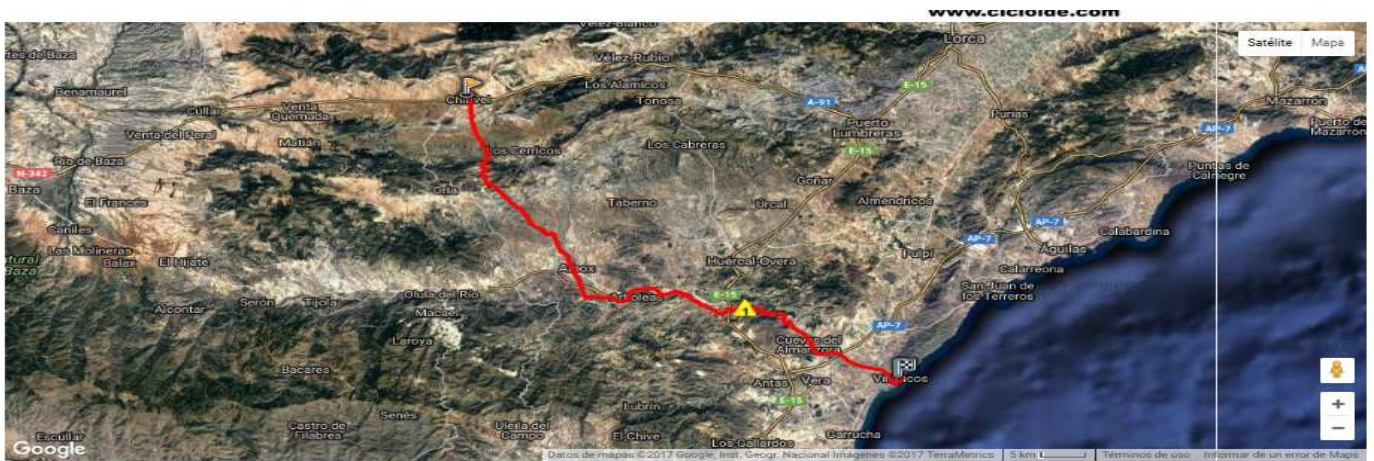 www.cicloide.com
Vélez-Blanco
Lorca
Satélite Mapa
Vélez-Rubio
E-15
Benamaurel
Los Alamicos
Chirivel
Tonosa
A-91
Mazarrón
Cúllar
Venta Quemada
Purias
Puerto Lumbreras
Puerto de Mazarrón
AP-7
Venta del Peral
Matián
Los Cerricos
Los Cabreras
E-15
Río de Baza
N-342
Baza
Oria
Goñar
Puntas de Calnegre
El Francés
Taberno
Urcal
Almendricos
AP-7
Caniles
Calabardina
Las Molineras
Balax
El Hijate
AP-7
Águilas
Pulpí
Huércal-Overa
Albox
Calarreona
Alcontar
Serón
Tíjola
Olula del Río
Macael
Arboleas
E-15
1
San Juan de los Terreros
AP-7
Laroya
Cuevas del Almanzora
Bacares
Antas
Vera
Villaricos
E-15
Senés
Lubrín
Castro de Filabres
Uleila del Campo
El Chive
Garrucha
Escullar
Los Gallardos
+
−
Google
Datos de mapas ©2017 Google, Inst. Geogr. Nacional Imágenes ©2017 TerraMetrics 5 km Términos de uso Informar de un error de Maps